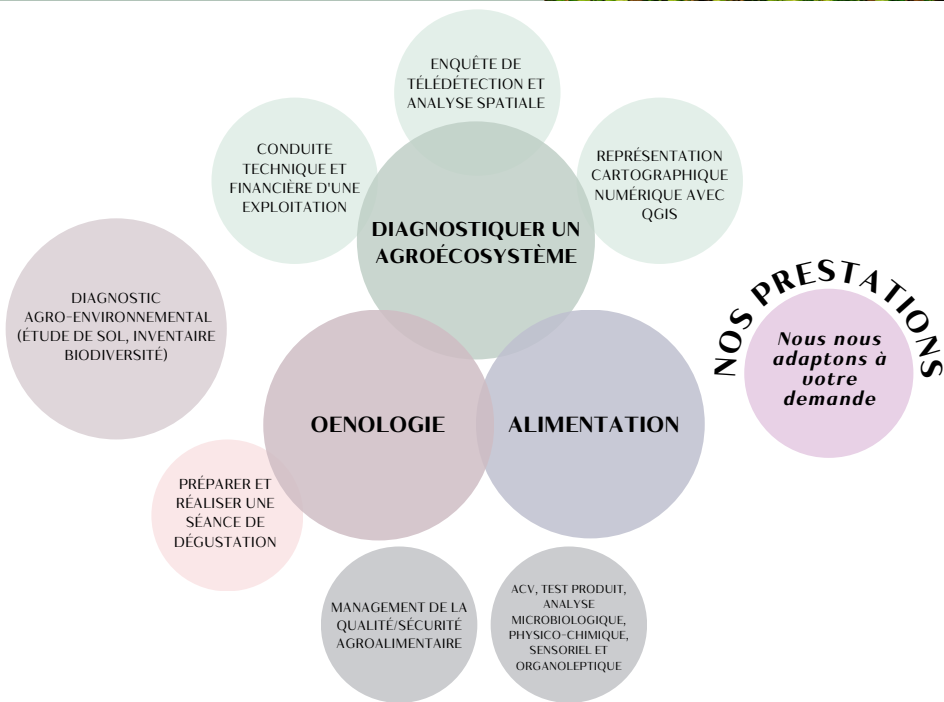 ENQUÊTE DE
TÉLÉDÉTECTION ET
ANALYSE SPATIALE
CONDUITE
TECHNIQUE ET
FINANCIÈRE D'UNE
EXPLOITATION
REPRÉSENTATION
CARTOGRAPHIQUE
NUMÉRIQUE AVEC
QGIS
DIAGNOSTIQUER UN
AGROÉCOSYSTÈME
DIAGNOSTIC
AGRO-ENVIRONNEMENTAL
(ÉTUDE DE SOL, INVENTAIRE
BIODIVERSITÉ)
NOS PRESTATIONS
Nous nous
adaptons à
votre
demande
OENOLOGIE
ALIMENTATION
PRÉPARER ET
RÉALISER UNE
SÉANCE DE
DÉGUSTATION
MANAGEMENT DE LA
QUALITÉ/SÉCURITÉ
AGROALIMENTAIRE
ACV, TEST PRODUIT,
ANALYSE
MICROBIOLOGIQUE,
PHYSICO-CHIMIQUE,
SENSORIEL ET
ORGANOLEPTIQUE